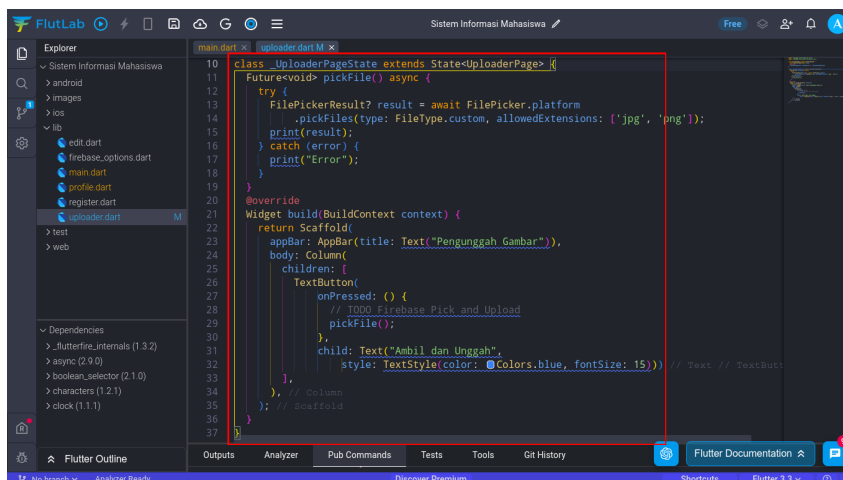 FlutLab
Sistem Informasi Mahasiswa
Free
A
Explorer
main.dart ×
uploader.dart M ×
Sistem Informasi Mahasiswa
android
images
ios
lib
edit.dart
firebase_options.dart
main.dart
profile.dart
register.dart
uploader.dart M
test
web
Dependencies
_flutterfire_internals (1.3.2)
async (2.9.0)
boolean_selector (2.1.0)
characters (1.2.1)
clock (1.1.1)
Flutter Outline
10 class _UploaderPageState extends State<UploaderPage> {
11 Future<void> pickFile() async {
12 try {
13 FilePickerResult? result = await FilePicker.platform
14 .pickFiles(type: FileType.custom, allowedExtensions: ['jpg', 'png']);
15 print(result);
16 } catch (error) {
17 print("Error");
18 }
19 }
20 @override
21 Widget build(BuildContext context) {
22 return Scaffold(
23 appBar: AppBar(title: Text("Pengunggah Gambar")),
24 body: Column(
25 children: [
26 TextButton(
27 onPressed: () {
28 // TODO Firebase Pick and Upload
29 pickFile();
30 },
31 child: Text("Ambil dan Unggah",
32 style: TextStyle(color: Colors.blue, fontSize: 15))) // Text // TextButt
33 ],
34 ), // Column
35 ); // Scaffold
36 }
37 }
Outputs
Analyzer
Pub Commands
Tests
Tools
Git History
Flutter Documentation
No branch
Analyzer Ready
Discover Premium
Shortcuts
Flutter 3.3